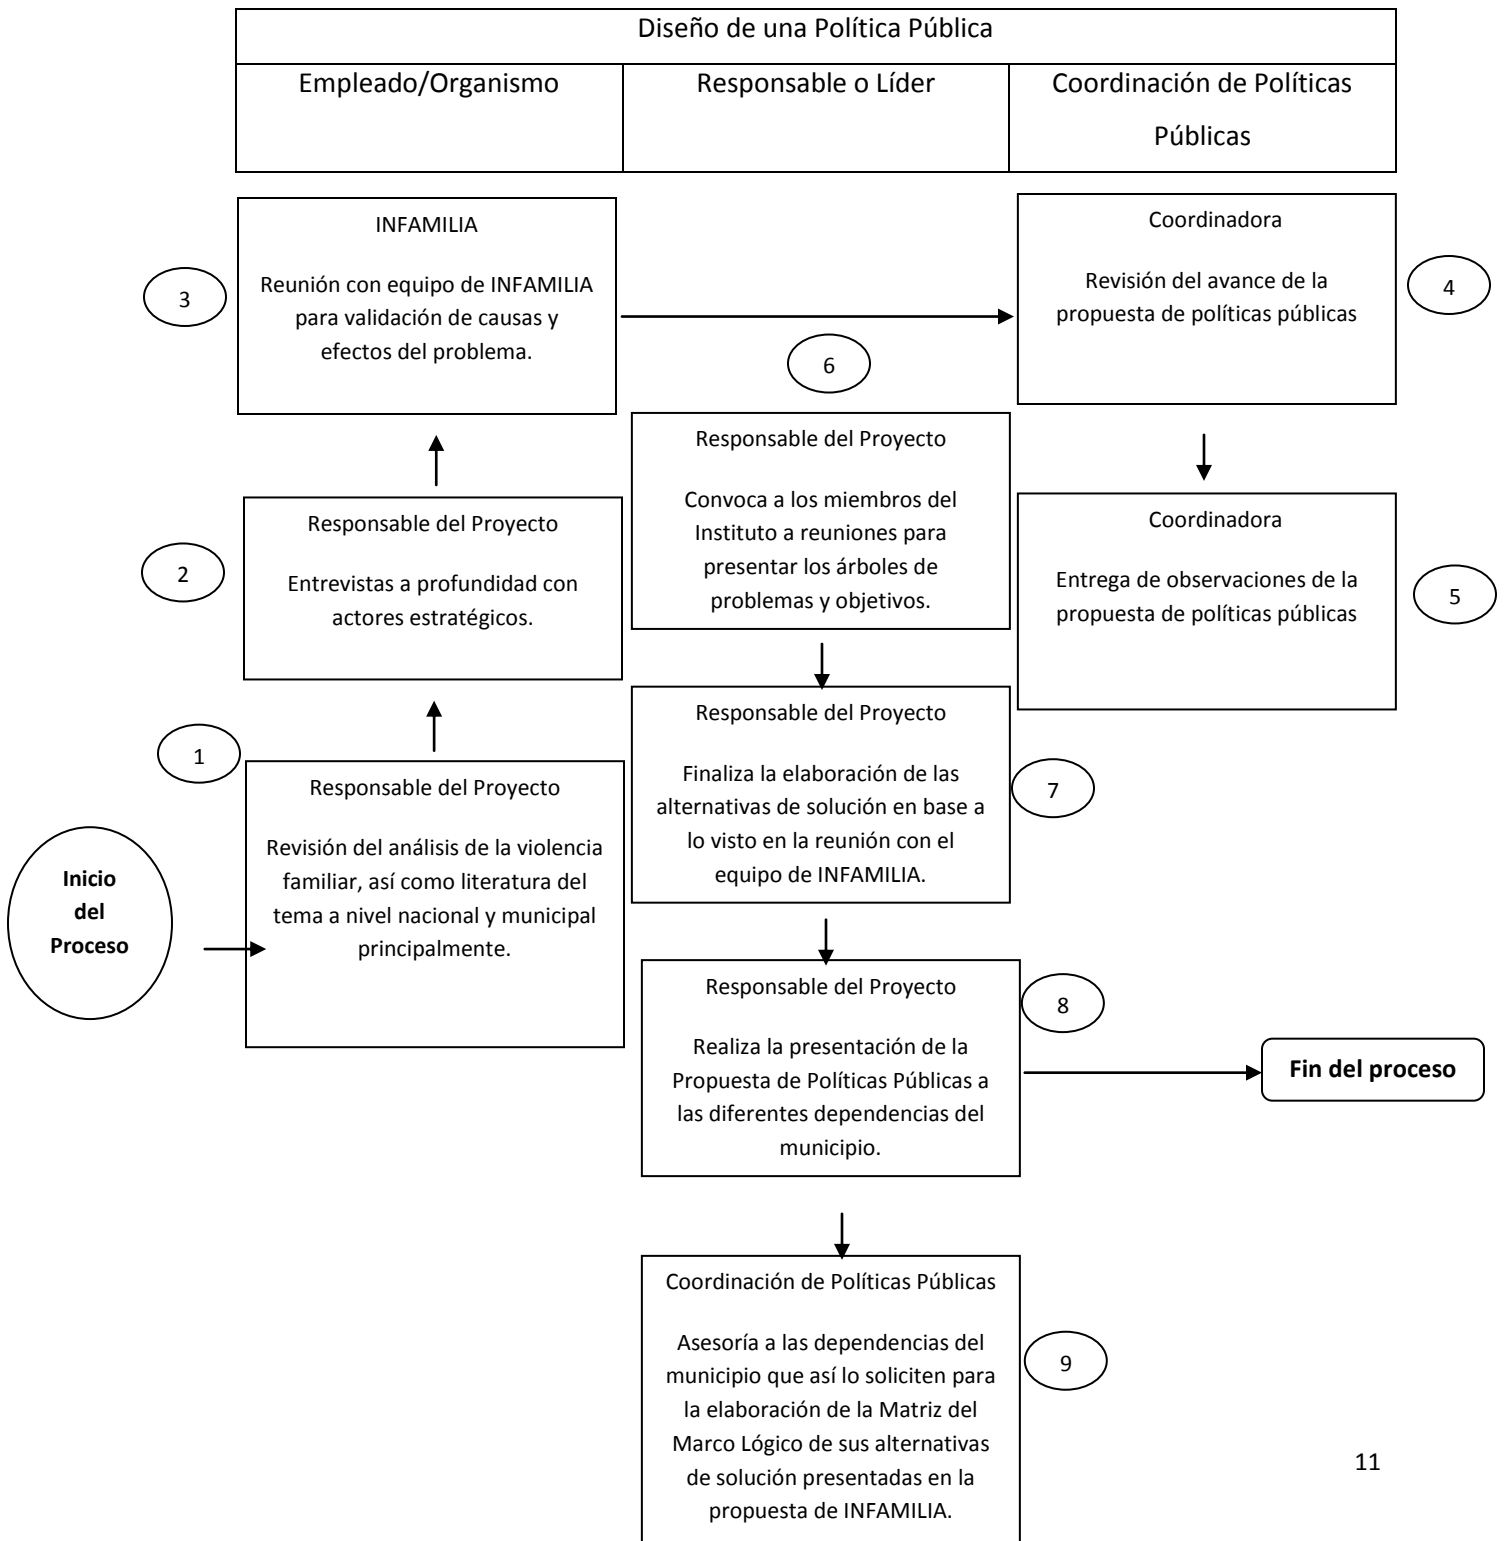 Diseño de una Política Pública
Empleado/Organismo
Responsable o Líder
Coordinación de Políticas
Públicas
3
INFAMILIA
Reunión con equipo de INFAMILIA
para validación de causas y
efectos del problema.
Coordinadora
Revisión del avance de la
propuesta de políticas públicas
4
6
2
Responsable del Proyecto
Entrevistas a profundidad con
actores estratégicos.
Responsable del Proyecto
Convoca a los miembros del
Instituto a reuniones para
presentar los árboles de
problemas y objetivos.
Coordinadora
Entrega de observaciones de la
propuesta de políticas públicas
5
1
Inicio
del
Proceso
Responsable del Proyecto
Revisión del análisis de la violencia
familiar, así como literatura del
tema a nivel nacional y municipal
principalmente.
Responsable del Proyecto
Finaliza la elaboración de las
alternativas de solución en base a
lo visto en la reunión con el
equipo de INFAMILIA.
7
Responsable del Proyecto
Realiza la presentación de la
Propuesta de Políticas Públicas a
las diferentes dependencias del
municipio.
8
Fin del proceso
Coordinación de Políticas Públicas
Asesoría a las dependencias del
municipio que así lo soliciten para
la elaboración de la Matriz del
Marco Lógico de sus alternativas
de solución presentadas en la
propuesta de INFAMILIA.
9
11